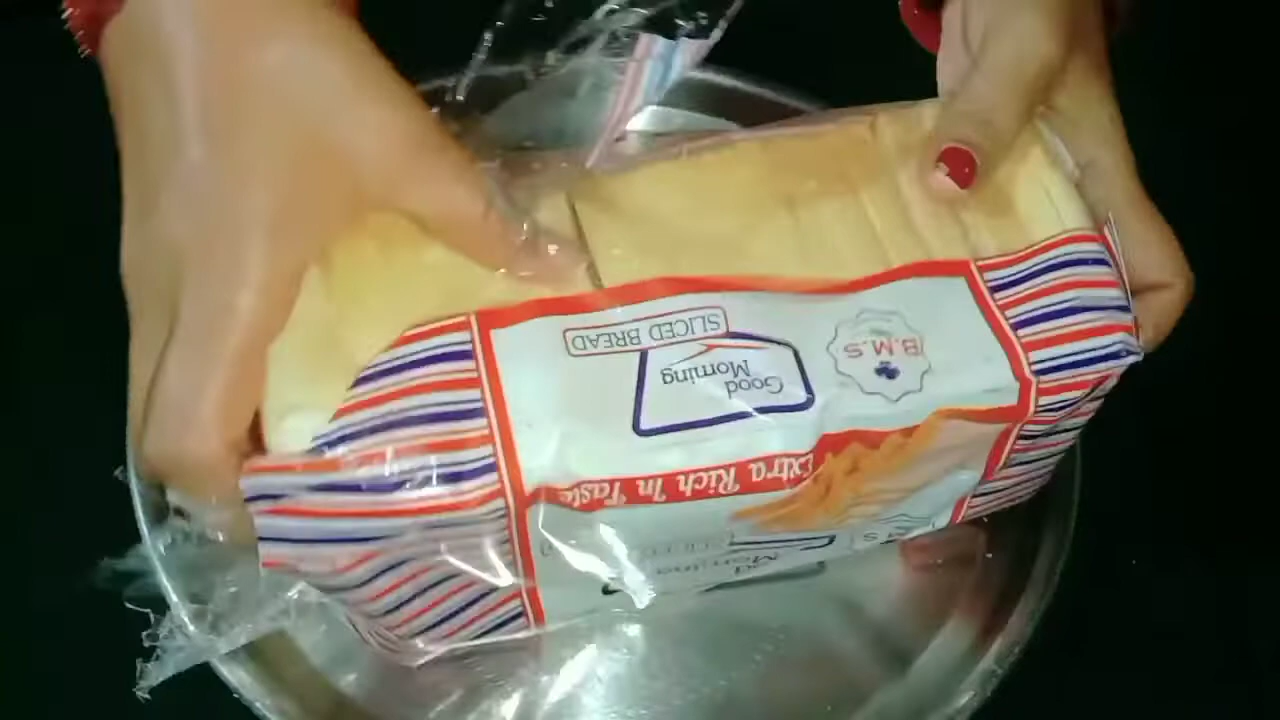 B.M.S
Good
Morning
SLICED BREAD
Extra Rich In Taste